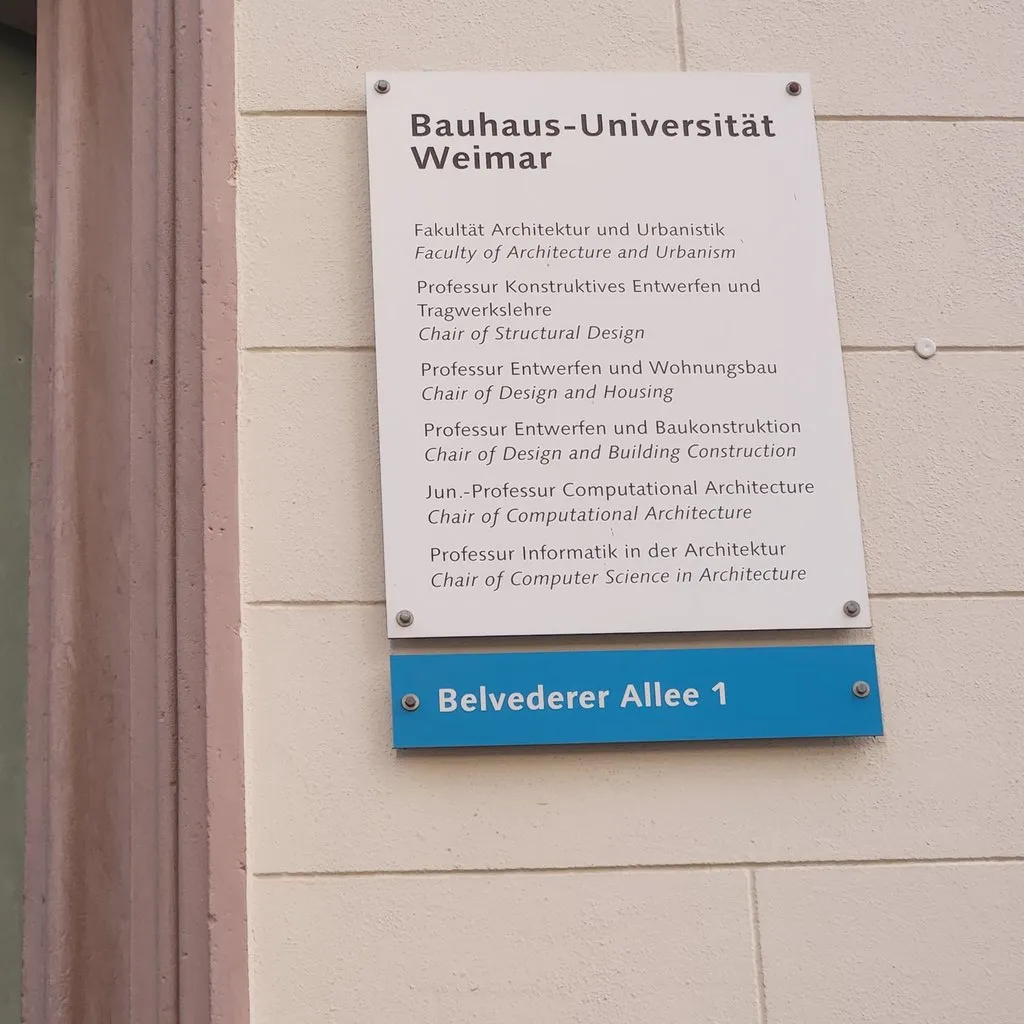 Bauhaus-Universität
Weimar
Fakultät Architektur und Urbanistik
Faculty of Architecture and Urbanism
Professur Konstruktives Entwerfen und
Tragwerkslehre
Chair of Structural Design
Professur Entwerfen und Wohnungsbau
Chair of Design and Housing
Professur Entwerfen und Baukonstruktion
Chair of Design and Building Construction
Jun.-Professur Computational Architecture
Chair of Computational Architecture
Professur Informatik in der Architektur
Chair of Computer Science in Architecture
Belvederer Allee 1